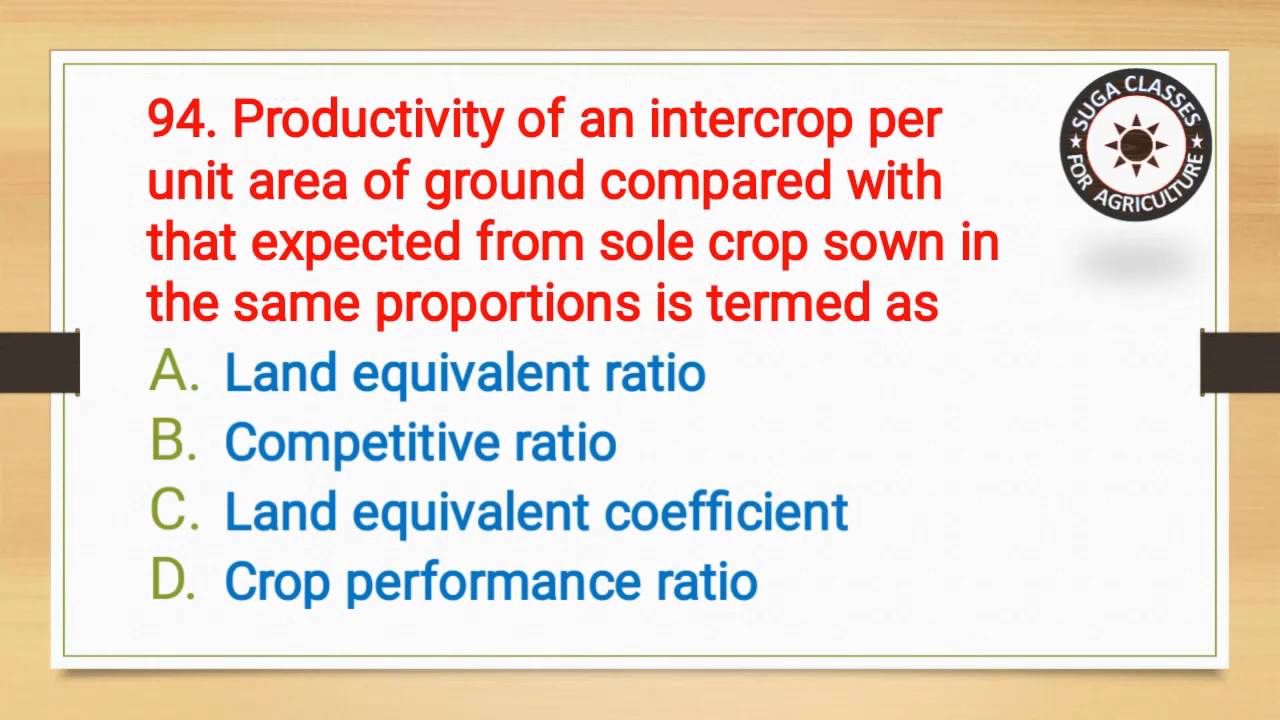 94. Productivity of an intercrop per
unit area of ground compared with
that expected from sole crop sown in
the same proportions is termed as
A. Land equivalent ratio
B. Competitive ratio
C. Land equivalent coefficient
D. Crop performance ratio
SUGA CLASSES
FOR AGRICULTURE